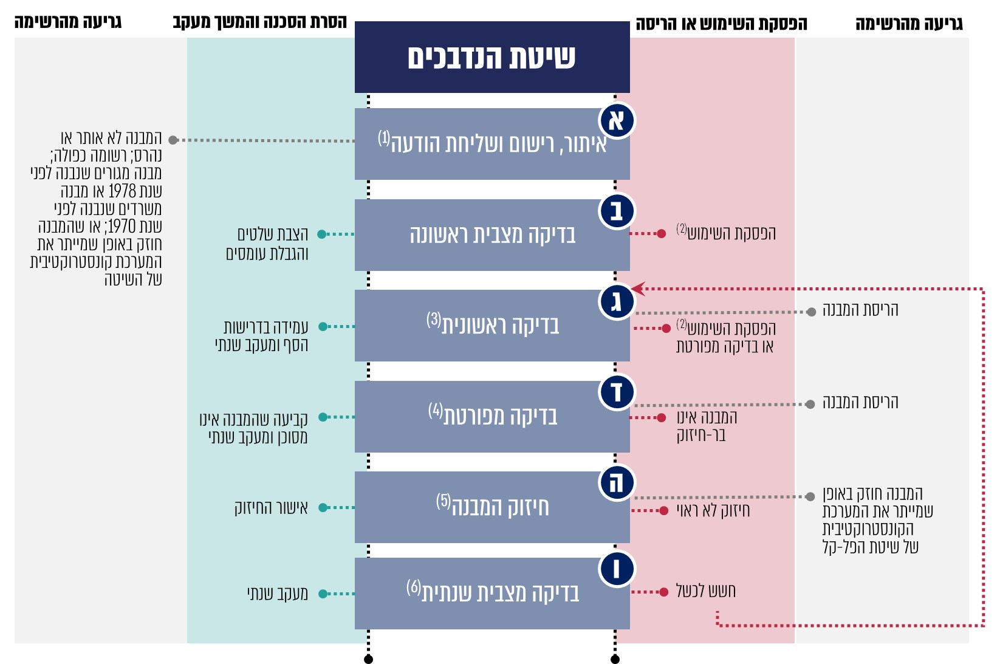 גריעה מהרשימה
הפסקת השימוש או הריסה
הסרת הסכנה והמשך מעקב
גריעה מהרשימה
שיטת הנדבכים
א
איתור, רישום ושליחת הודעה(1)
המבנה לא אותר או
נהרס; רשומה כפולה;
מבנה מגורים שנבנה לפני
שנת 1978 או מבנה
משרדים שנבנה לפני
שנת 1970; או שהמבנה
חוזק באופן שמייתר את
המערכת קונסטרוקטיבית
של השיטה
ב
הפסקת השימוש(2)
בדיקה מצבית ראשונה
הצבת שלטים
והגבלת עומסים
ג
הריסת המבנה
הפסקת השימוש(2)
או בדיקה מפורטת
בדיקה ראשונית(3)
עמידה בדרישות
הסף ומעקב שנתי
ד
הריסת המבנה
המבנה אינו
בר-חיזוק
בדיקה מפורטת(4)
קביעה שהמבנה אינו
מסוכן ומעקב שנתי
ה
המבנה חוזק באופן
שמייתר את המערכת
הקונסטרוקטיבית
של שיטת הפל-קל
חיזוק לא ראוי
חיזוק המבנה(5)
אישור החיזוק
ו
חשש לכשל
בדיקה מצבית שנתית(6)
מעקב שנתי